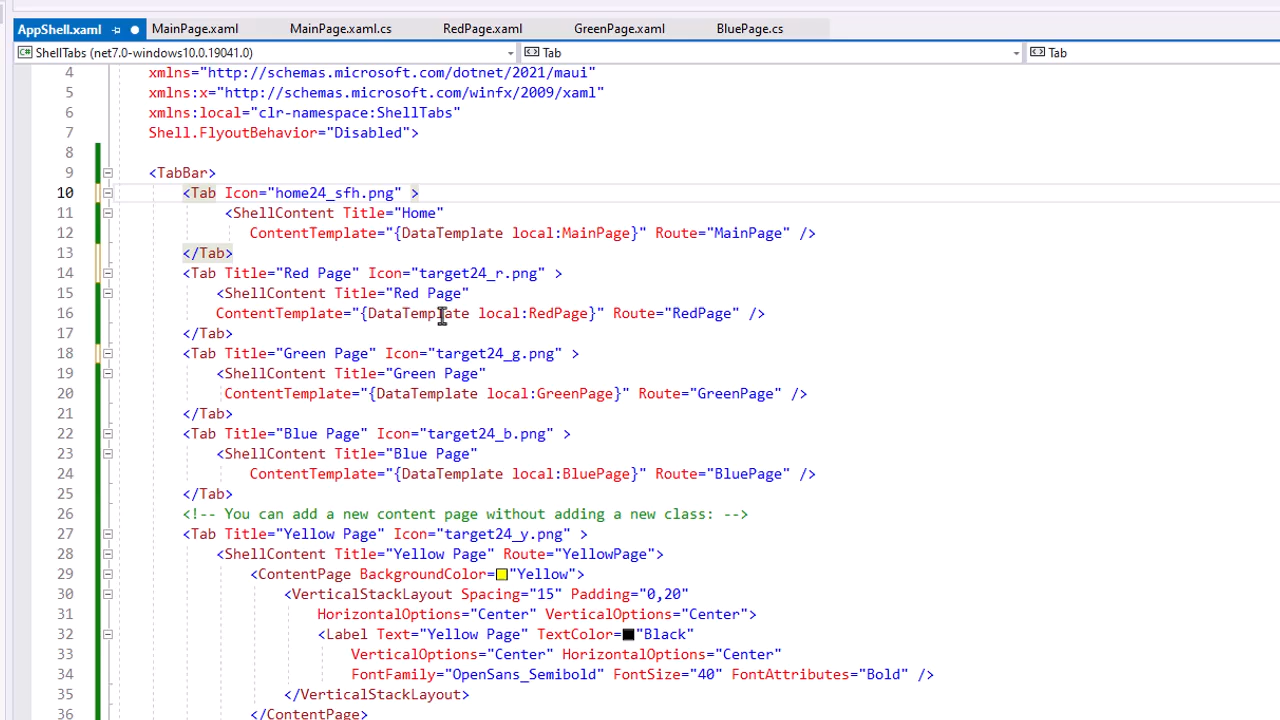 AppShell.xaml MainPage.xaml MainPage.xaml.cs RedPage.xaml GreenPage.xaml BluePage.cs
C# ShellTabs (net7.0-windows10.0.19041.0) Tab Tab
4 xmlns="http://schemas.microsoft.com/dotnet/2021/maui"
5 xmlns:x="http://schemas.microsoft.com/winfx/2009/xaml"
6 xmlns:local="clr-namespace:ShellTabs"
7 Shell.FlyoutBehavior="Disabled">
8
9 <TabBar>
10 <Tab Icon="home24_sfh.png" >
11 <ShellContent Title="Home"
12 ContentTemplate="{DataTemplate local:MainPage}" Route="MainPage" />
13 </Tab>
14 <Tab Title="Red Page" Icon="target24_r.png" >
15 <ShellContent Title="Red Page"
16 ContentTemplate="{DataTemplate local:RedPage}" Route="RedPage" />
17 </Tab>
18 <Tab Title="Green Page" Icon="target24_g.png" >
19 <ShellContent Title="Green Page"
20 ContentTemplate="{DataTemplate local:GreenPage}" Route="GreenPage" />
21 </Tab>
22 <Tab Title="Blue Page" Icon="target24_b.png" >
23 <ShellContent Title="Blue Page"
24 ContentTemplate="{DataTemplate local:BluePage}" Route="BluePage" />
25 </Tab>
26 <!-- You can add a new content page without adding a new class: -->
27 <Tab Title="Yellow Page" Icon="target24_y.png" >
28 <ShellContent Title="Yellow Page" Route="YellowPage">
29 <ContentPage BackgroundColor="Yellow">
30 <VerticalStackLayout Spacing="15" Padding="0,20"
31 HorizontalOptions="Center" VerticalOptions="Center">
32 <Label Text="Yellow Page" TextColor="Black"
33 VerticalOptions="Center" HorizontalOptions="Center"
34 FontFamily="OpenSans_Semibold" FontSize="40" FontAttributes="Bold" />
35 </VerticalStackLayout>
36 </ContentPage>